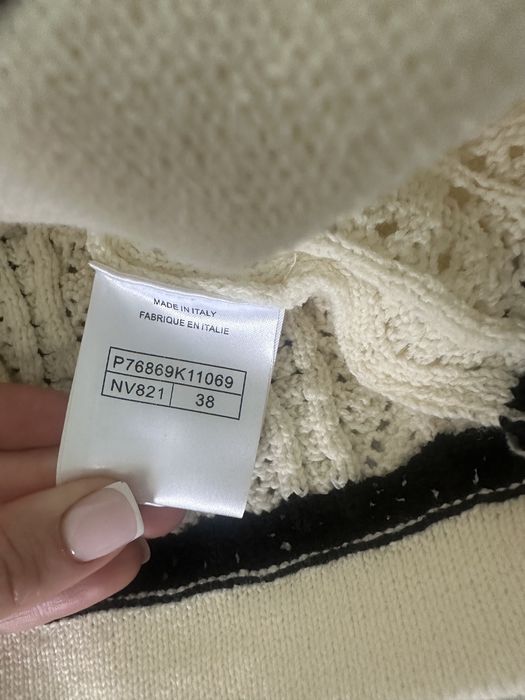 MADE IN ITALY
FABRIQUE EN ITALIE
P76869K11069
NV821 38